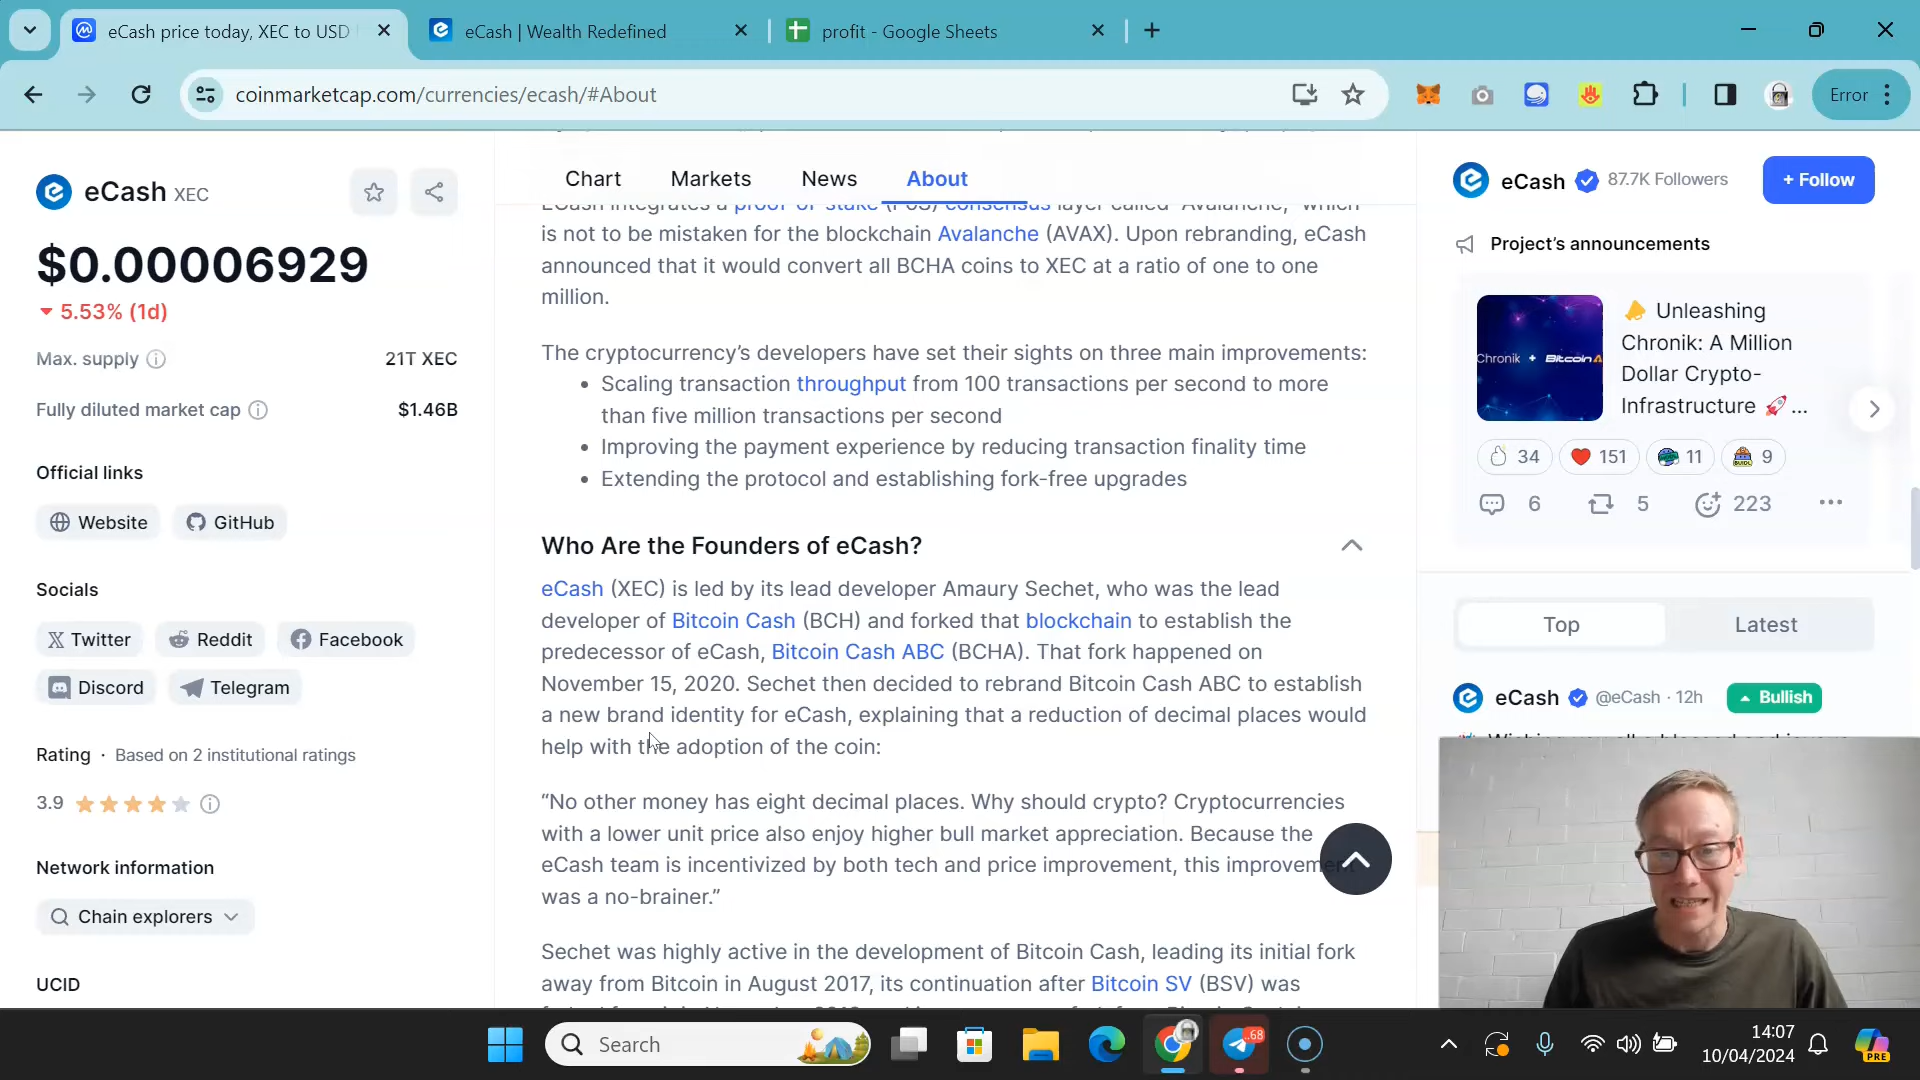 eCash price today, XEC to USD
eCash | Wealth Redefined
profit - Google Sheets
coinmarketcap.com/currencies/ecash/#About
Error
eCash XEC
$0.00006929
5.53% (1d)
Max. supply 21T XEC
Fully diluted market cap $1.46B
Official links
Website GitHub
Socials
Twitter Reddit Facebook
Discord Telegram
Rating · Based on 2 institutional ratings
3.9
Network information
Chain explorers
UCID
Chart Markets News About
eCash integrates a proof-of-stake (PoS) consensus layer called "Avalanche," which
is not to be mistaken for the blockchain Avalanche (AVAX). Upon rebranding, eCash
announced that it would convert all BCHA coins to XEC at a ratio of one to one
million.
The cryptocurrency’s developers have set their sights on three main improvements:
• Scaling transaction throughput from 100 transactions per second to more
than five million transactions per second
• Improving the payment experience by reducing transaction finality time
• Extending the protocol and establishing fork-free upgrades
Who Are the Founders of eCash?
eCash (XEC) is led by its lead developer Amaury Sechet, who was the lead
developer of Bitcoin Cash (BCH) and forked that blockchain to establish the
predecessor of eCash, Bitcoin Cash ABC (BCHA). That fork happened on
November 15, 2020. Sechet then decided to rebrand Bitcoin Cash ABC to establish
a new brand identity for eCash, explaining that a reduction of decimal places would
help with the adoption of the coin:
“No other money has eight decimal places. Why should crypto? Cryptocurrencies
with a lower unit price also enjoy higher bull market appreciation. Because the
eCash team is incentivized by both tech and price improvement, this improvement
was a no-brainer.”
Sechet was highly active in the development of Bitcoin Cash, leading its initial fork
away from Bitcoin in August 2017, its continuation after Bitcoin SV (BSV) was
eCash 87.7K Followers
+ Follow
Project’s announcements
Chronik + Bitcoin A
Unleashing
Chronik: A Million
Dollar Crypto-
Infrastructure 🚀...
34 151 11 BUIDL 9
6 5 223
Top Latest
eCash @eCash · 12h Bullish
Search
68
14:07
10/04/2024
PRE